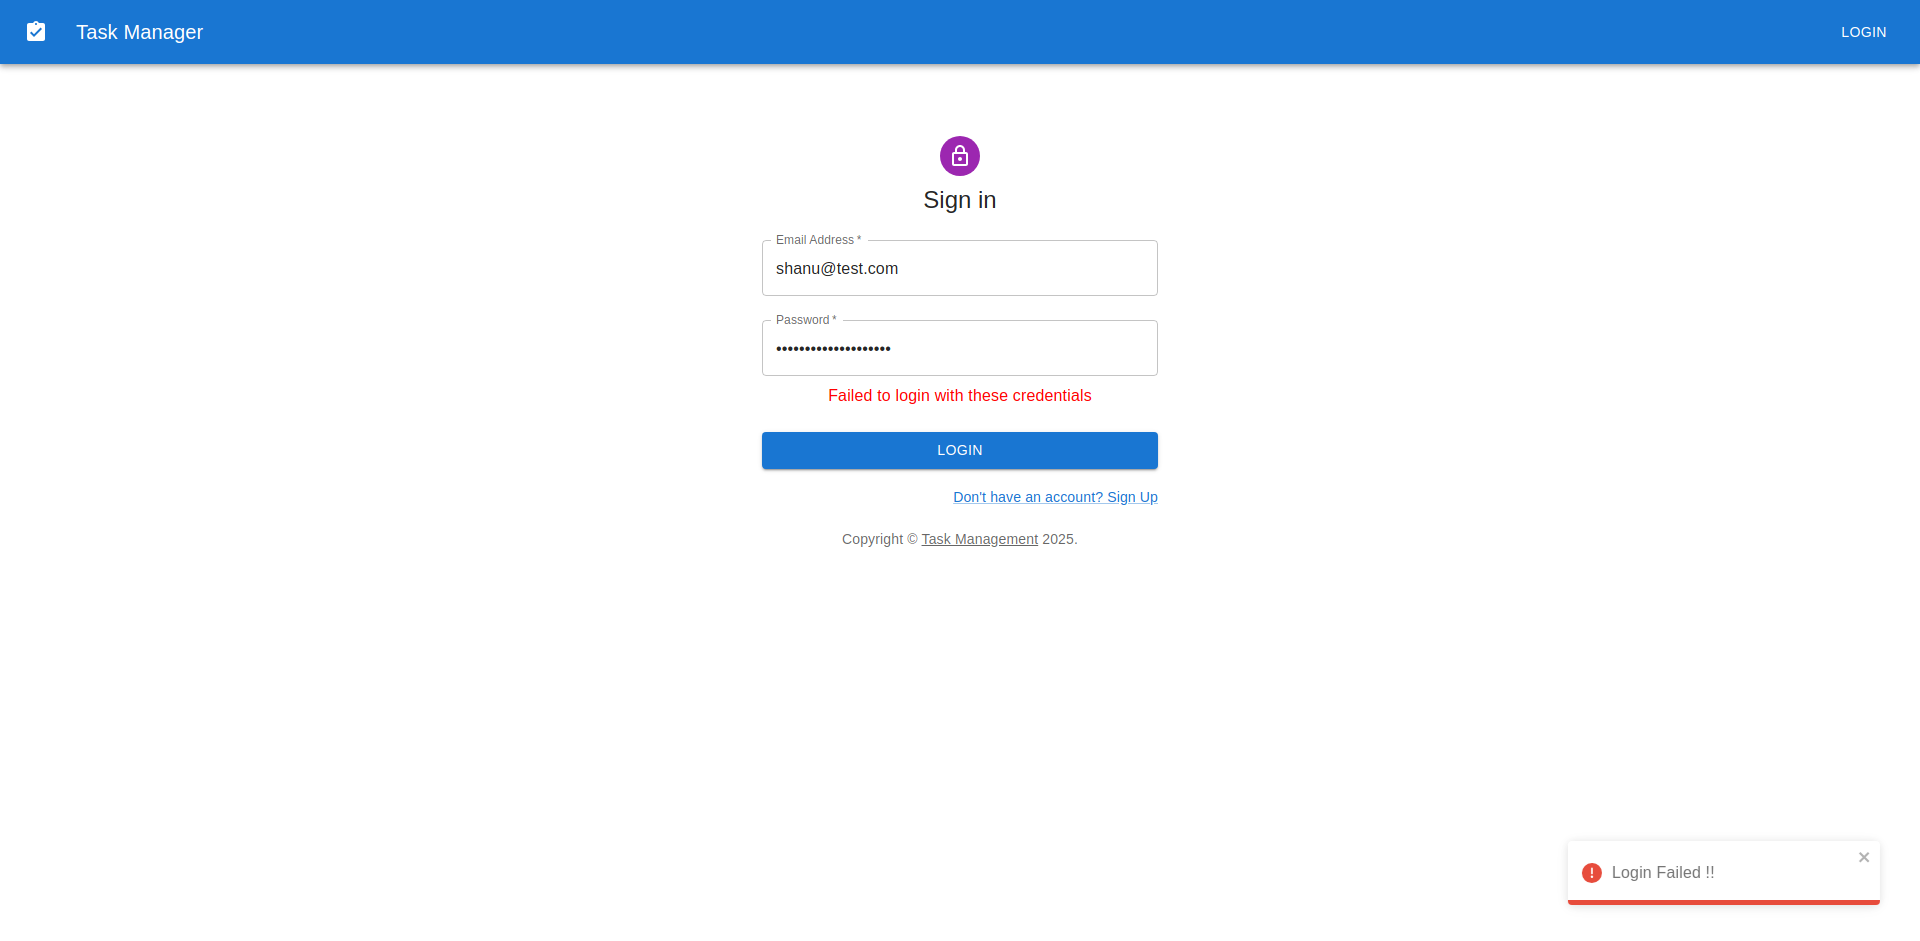 Task Manager
LOGIN
Sign in
Email Address *
shanu@test.com
Password *
••••••••••••••••••••
Failed to login with these credentials
LOGIN
Don't have an account? Sign Up
Copyright © Task Management 2025.
Login Failed !!